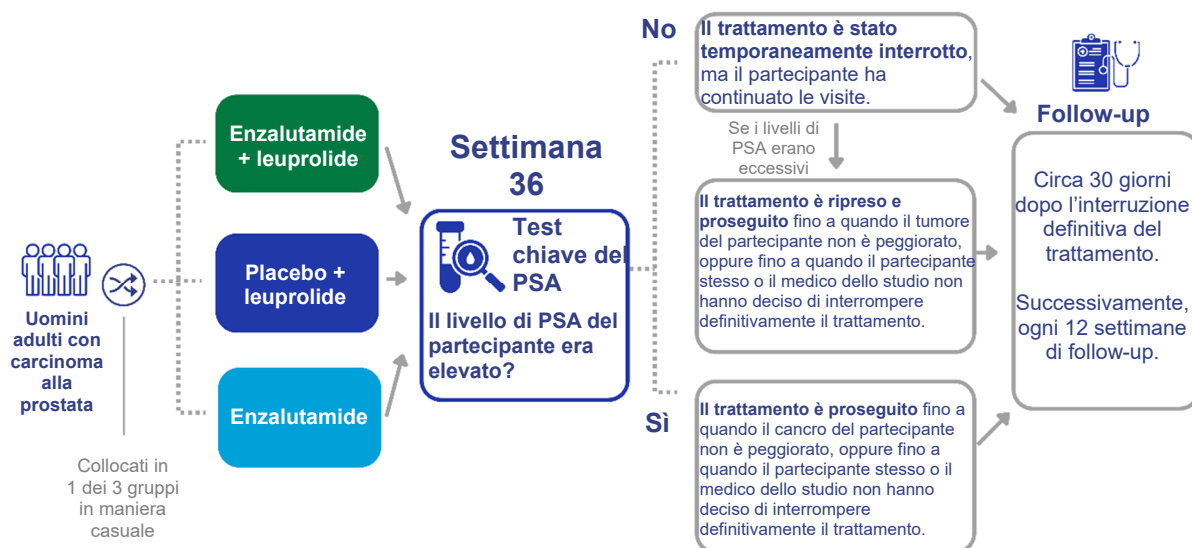 Uomini
adulti con
carcinoma
alla
prostata
Collocati in
1 dei 3 gruppi
in maniera
casuale
Enzalutamide
+ leuprolide
Placebo +
leuprolide
Enzalutamide
Settimana
36
Test
chiave del
PSA
Il livello di PSA del
partecipante era
elevato?
No
Il trattamento è stato
temporaneamente interrotto,
ma il partecipante ha
continuato le visite.
Se i livelli di
PSA erano
eccessivi
Il trattamento è ripreso e
proseguito fino a quando il tumore
del partecipante non è peggiorato,
oppure fino a quando il partecipante
stesso o il medico dello studio non
hanno deciso di interrompere
definitivamente il trattamento.
Sì
Il trattamento è proseguito fino a
quando il cancro del partecipante
non è peggiorato, oppure fino a
quando il partecipante stesso o il
medico dello studio non hanno
deciso di interrompere
definitivamente il trattamento.
Follow-up
Circa 30 giorni
dopo l’interruzione
definitiva del
trattamento.
Successivamente,
ogni 12 settimane
di follow-up.